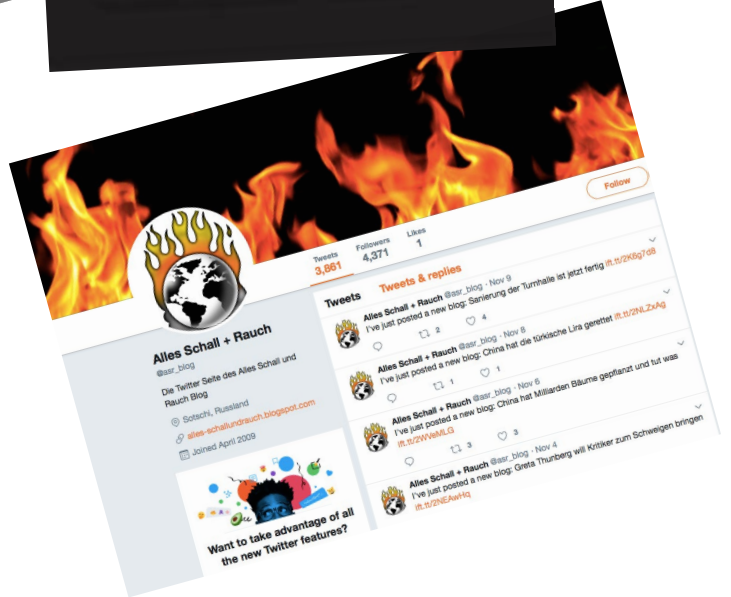 Tweets
3,861
Followers
4,371
Likes
1
Follow
Alles Schall + Rauch
@asr_blog
Die Twitter Seite des Alles Schall und
Rauch Blog
Sotschi, Russland
alles-schallundrauch.blogspot.com
Joined April 2009
Want to take advantage of all
the new Twitter features?
Tweets Tweets & replies
Alles Schall + Rauch @asr_blog · Nov 9
I've just posted a new blog: Sanierung der Turnhalle ist jetzt fertig ift.tt/2K6g7d8
2 4
Alles Schall + Rauch @asr_blog · Nov 8
I've just posted a new blog: China hat die türkische Lira gerettet ift.tt/2NLZxAg
1 1
Alles Schall + Rauch @asr_blog · Nov 6
I've just posted a new blog: China hat Milliarden Bäume gepflanzt und tut was
ift.tt/2WVeMLG
3 3
Alles Schall + Rauch @asr_blog · Nov 4
I've just posted a new blog: Greta Thunberg will Kritiker zum Schweigen bringen
ift.tt/2NEAwHq